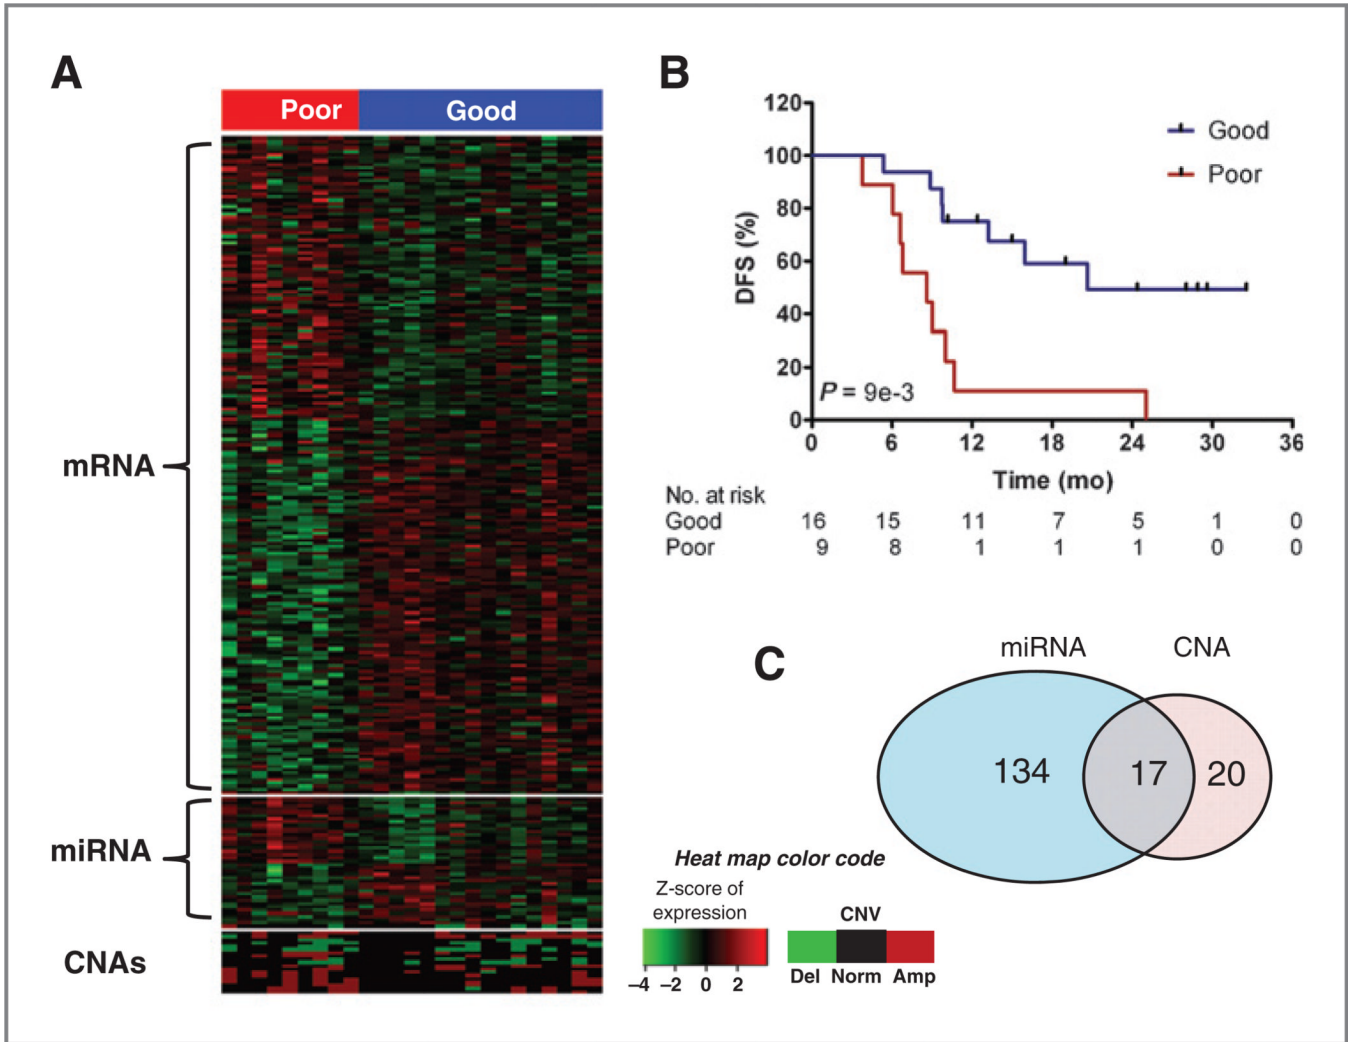 A
Poor Good
mRNA
miRNA
CNAs
B
120
100
80
60
40
20
0
DFS (%)
Good
Poor
P = 9e-3
0 6 12 18 24 30 36
Time (mo)
No. at risk
Good 16 15 11 7 5 1 0
Poor 9 8 1 1 1 0 0
C
miRNA CNA
134 17 20
Heat map color code
Z-score of
expression
–4 –2 0 2
CNV
Del Norm Amp